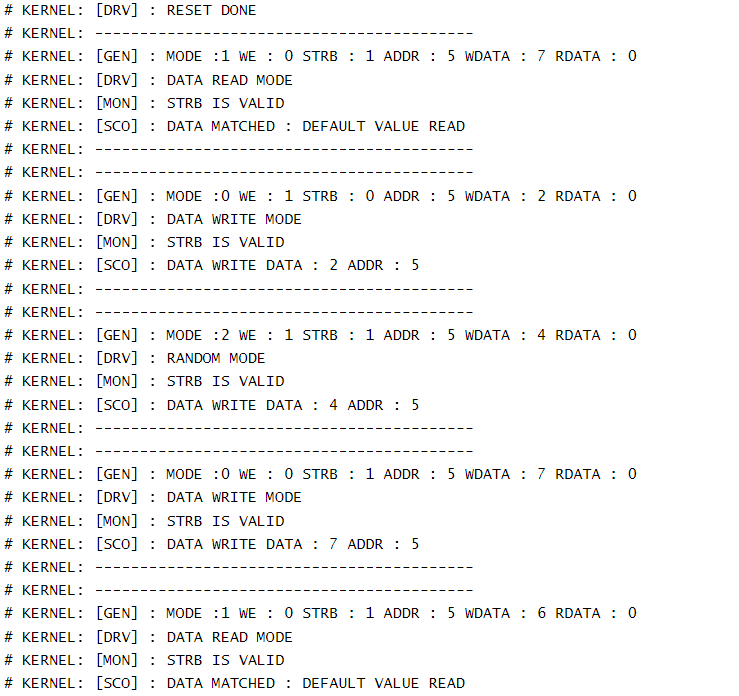 # KERNEL: [DRV] : RESET DONE
# KERNEL: ------------------------------------------
# KERNEL: [GEN] : MODE :1 WE : 0 STRB : 1 ADDR : 5 WDATA : 7 RDATA : 0
# KERNEL: [DRV] : DATA READ MODE
# KERNEL: [MON] : STRB IS VALID
# KERNEL: [SCO] : DATA MATCHED : DEFAULT VALUE READ
# KERNEL: ------------------------------------------
# KERNEL: ------------------------------------------
# KERNEL: [GEN] : MODE :0 WE : 1 STRB : 0 ADDR : 5 WDATA : 2 RDATA : 0
# KERNEL: [DRV] : DATA WRITE MODE
# KERNEL: [MON] : STRB IS VALID
# KERNEL: [SCO] : DATA WRITE DATA : 2 ADDR : 5
# KERNEL: ------------------------------------------
# KERNEL: ------------------------------------------
# KERNEL: [GEN] : MODE :2 WE : 1 STRB : 1 ADDR : 5 WDATA : 4 RDATA : 0
# KERNEL: [DRV] : RANDOM MODE
# KERNEL: [MON] : STRB IS VALID
# KERNEL: [SCO] : DATA WRITE DATA : 4 ADDR : 5
# KERNEL: ------------------------------------------
# KERNEL: ------------------------------------------
# KERNEL: [GEN] : MODE :0 WE : 0 STRB : 1 ADDR : 5 WDATA : 7 RDATA : 0
# KERNEL: [DRV] : DATA WRITE MODE
# KERNEL: [MON] : STRB IS VALID
# KERNEL: [SCO] : DATA WRITE DATA : 7 ADDR : 5
# KERNEL: ------------------------------------------
# KERNEL: ------------------------------------------
# KERNEL: [GEN] : MODE :1 WE : 0 STRB : 1 ADDR : 5 WDATA : 6 RDATA : 0
# KERNEL: [DRV] : DATA READ MODE
# KERNEL: [MON] : STRB IS VALID
# KERNEL: [SCO] : DATA MATCHED : DEFAULT VALUE READ